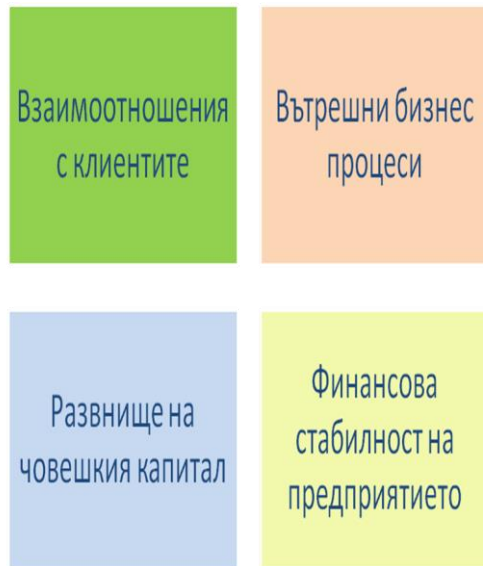 Взаимоотношения
с клиентите
Вътрешни бизнес
процеси
Развнище на
човешкия капитал
Финансова
стабилност на
предприятието